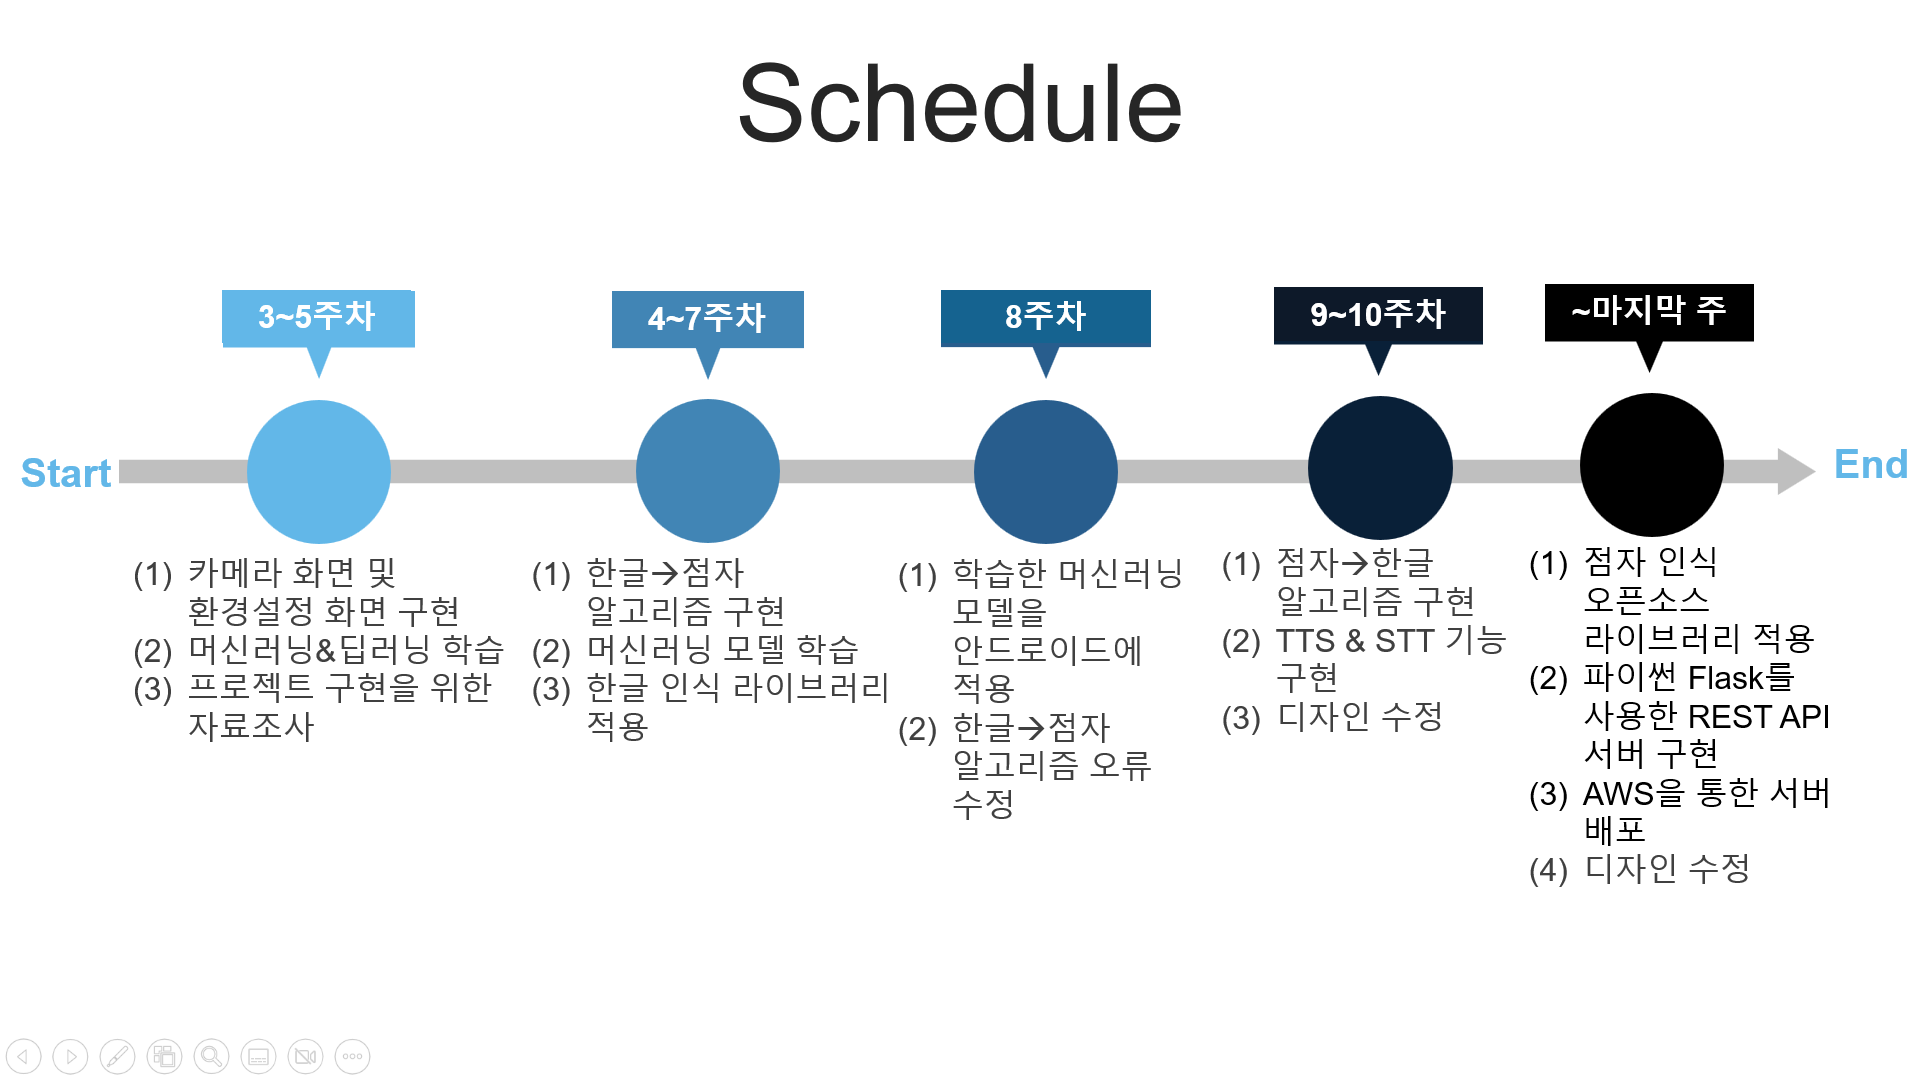 Schedule
3~5주차
4~7주차
8주차
9~10주차
~마지막 주
Start
End
(1) 카메라 화면 및
환경설정 화면 구현
(2) 머신러닝&딥러닝 학습
(3) 프로젝트 구현을 위한
자료조사
(1) 한글→점자
알고리즘 구현
(2) 머신러닝 모델 학습
(3) 한글 인식 라이브러리
적용
(1) 학습한 머신러닝
모델을
안드로이드에
적용
(2) 한글→점자
알고리즘 오류
수정
(1) 점자→한글
알고리즘 구현
(2) TTS & STT 기능
구현
(3) 디자인 수정
(1) 점자 인식
오픈소스
라이브러리 적용
(2) 파이썬 Flask를
사용한 REST API
서버 구현
(3) AWS을 통한 서버
배포
(4) 디자인 수정